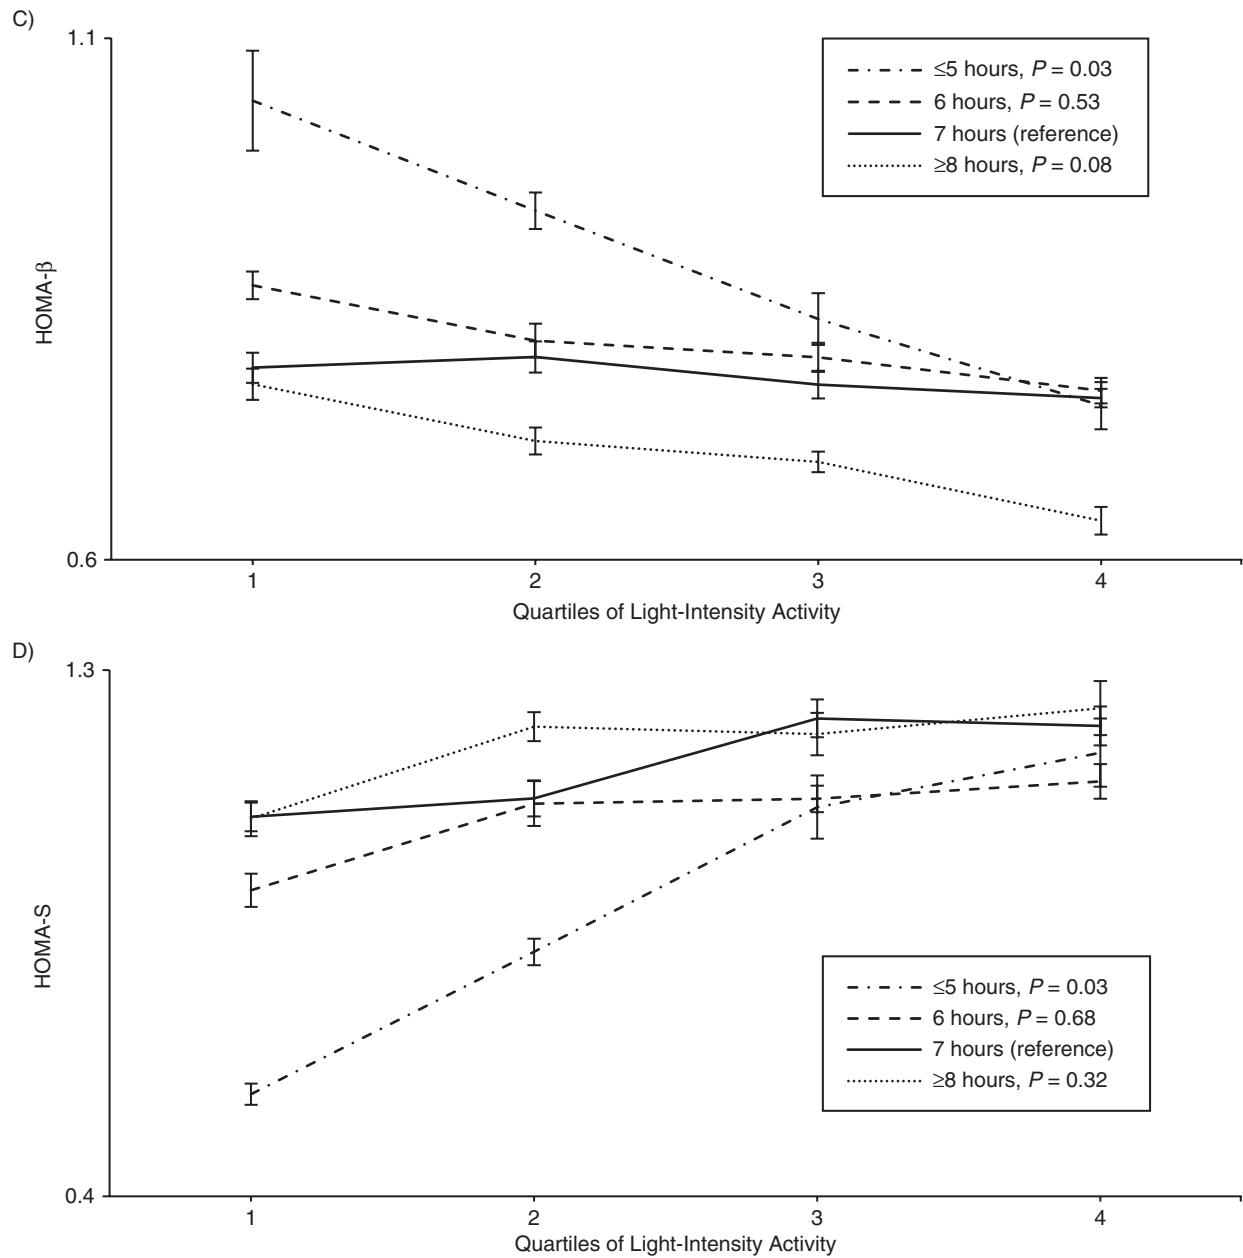 C)
1.1
≤5 hours, P = 0.03
6 hours, P = 0.53
7 hours (reference)
≥8 hours, P = 0.08
HOMA-β
0.6
1 2 3 4
Quartiles of Light-Intensity Activity
D)
1.3
HOMA-S
≤5 hours, P = 0.03
6 hours, P = 0.68
7 hours (reference)
≥8 hours, P = 0.32
0.4
1 2 3 4
Quartiles of Light-Intensity Activity